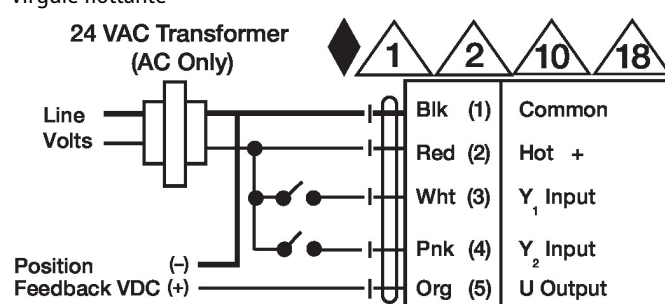 Virgule flottante
24 VAC Transformer
(AC Only)
1 2 10 18
Line
Volts
Blk (1) Common
Red (2) Hot +
Wht (3) Y1 Input
Pnk (4) Y2 Input
Position (-)
Feedback VDC (+)
Org (5) U Output